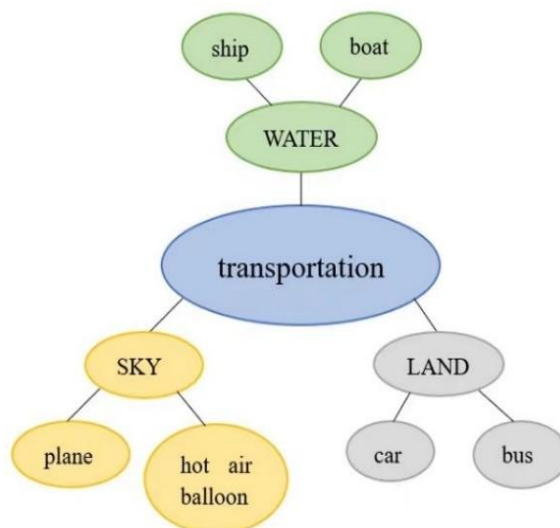 ship
boat
WATER
transportation
SKY
LAND
plane
hot air
balloon
car
bus